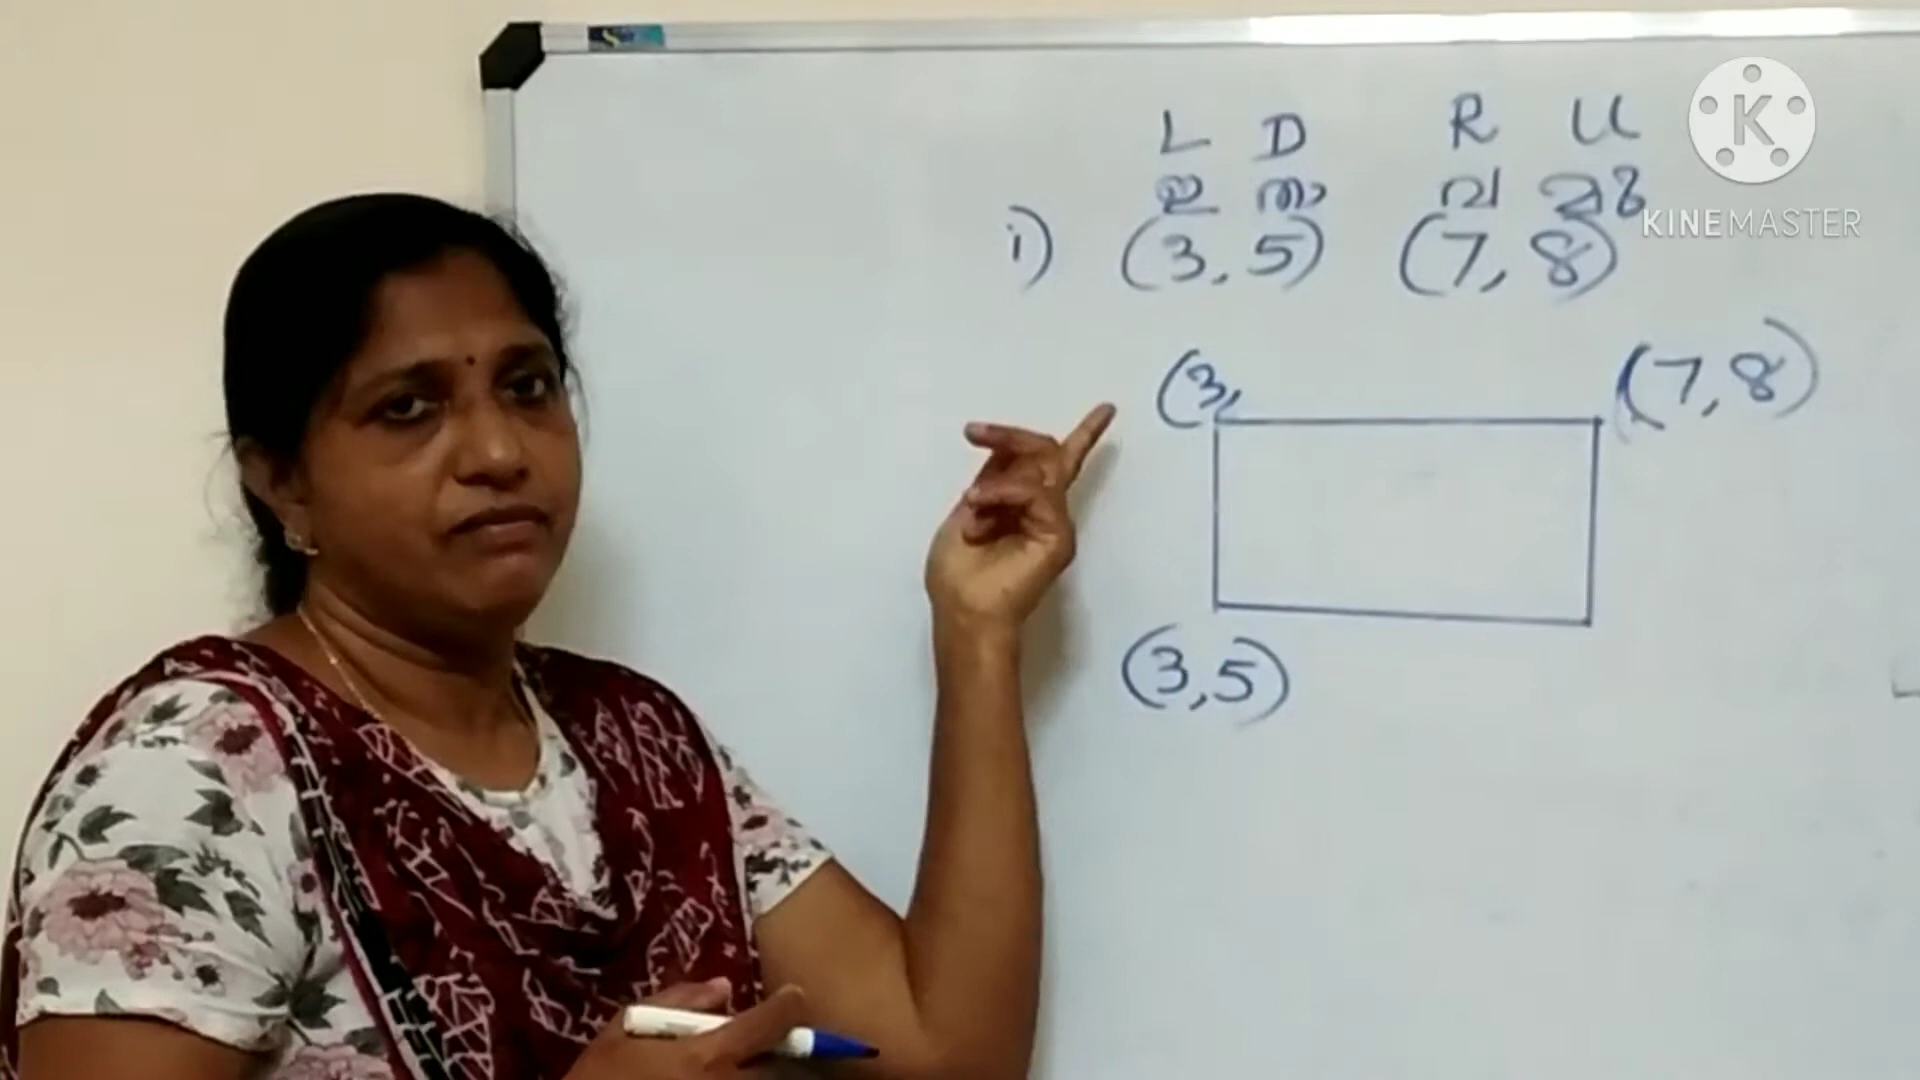 L D R U
ഇ താ വ മു
i) (3, 5) (7, 8)
(3, (7, 8)
(3, 5)
K
KINEMASTER